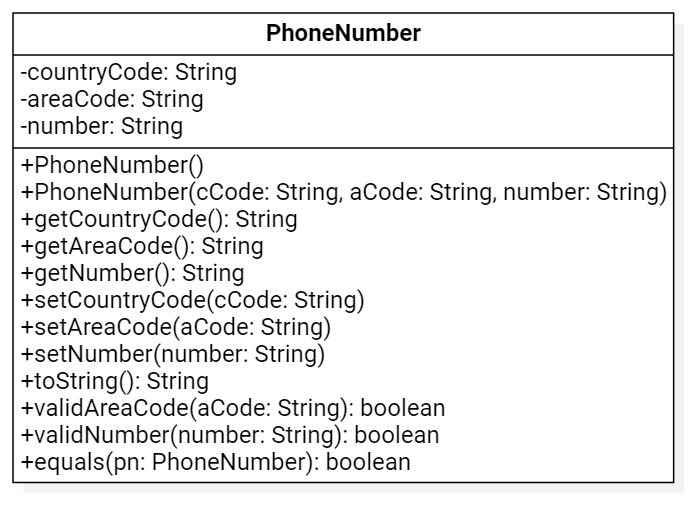 PhoneNumber
-countryCode: String
-areaCode: String
-number: String
+PhoneNumber()
+PhoneNumber(cCode: String, aCode: String, number: String)
+getCountryCode(): String
+getAreaCode(): String
+getNumber(): String
+setCountryCode(cCode: String)
+setAreaCode(aCode: String)
+setNumber(number: String)
+toString(): String
+validAreaCode(aCode: String): boolean
+validNumber(number: String): boolean
+equals(pn: PhoneNumber): boolean